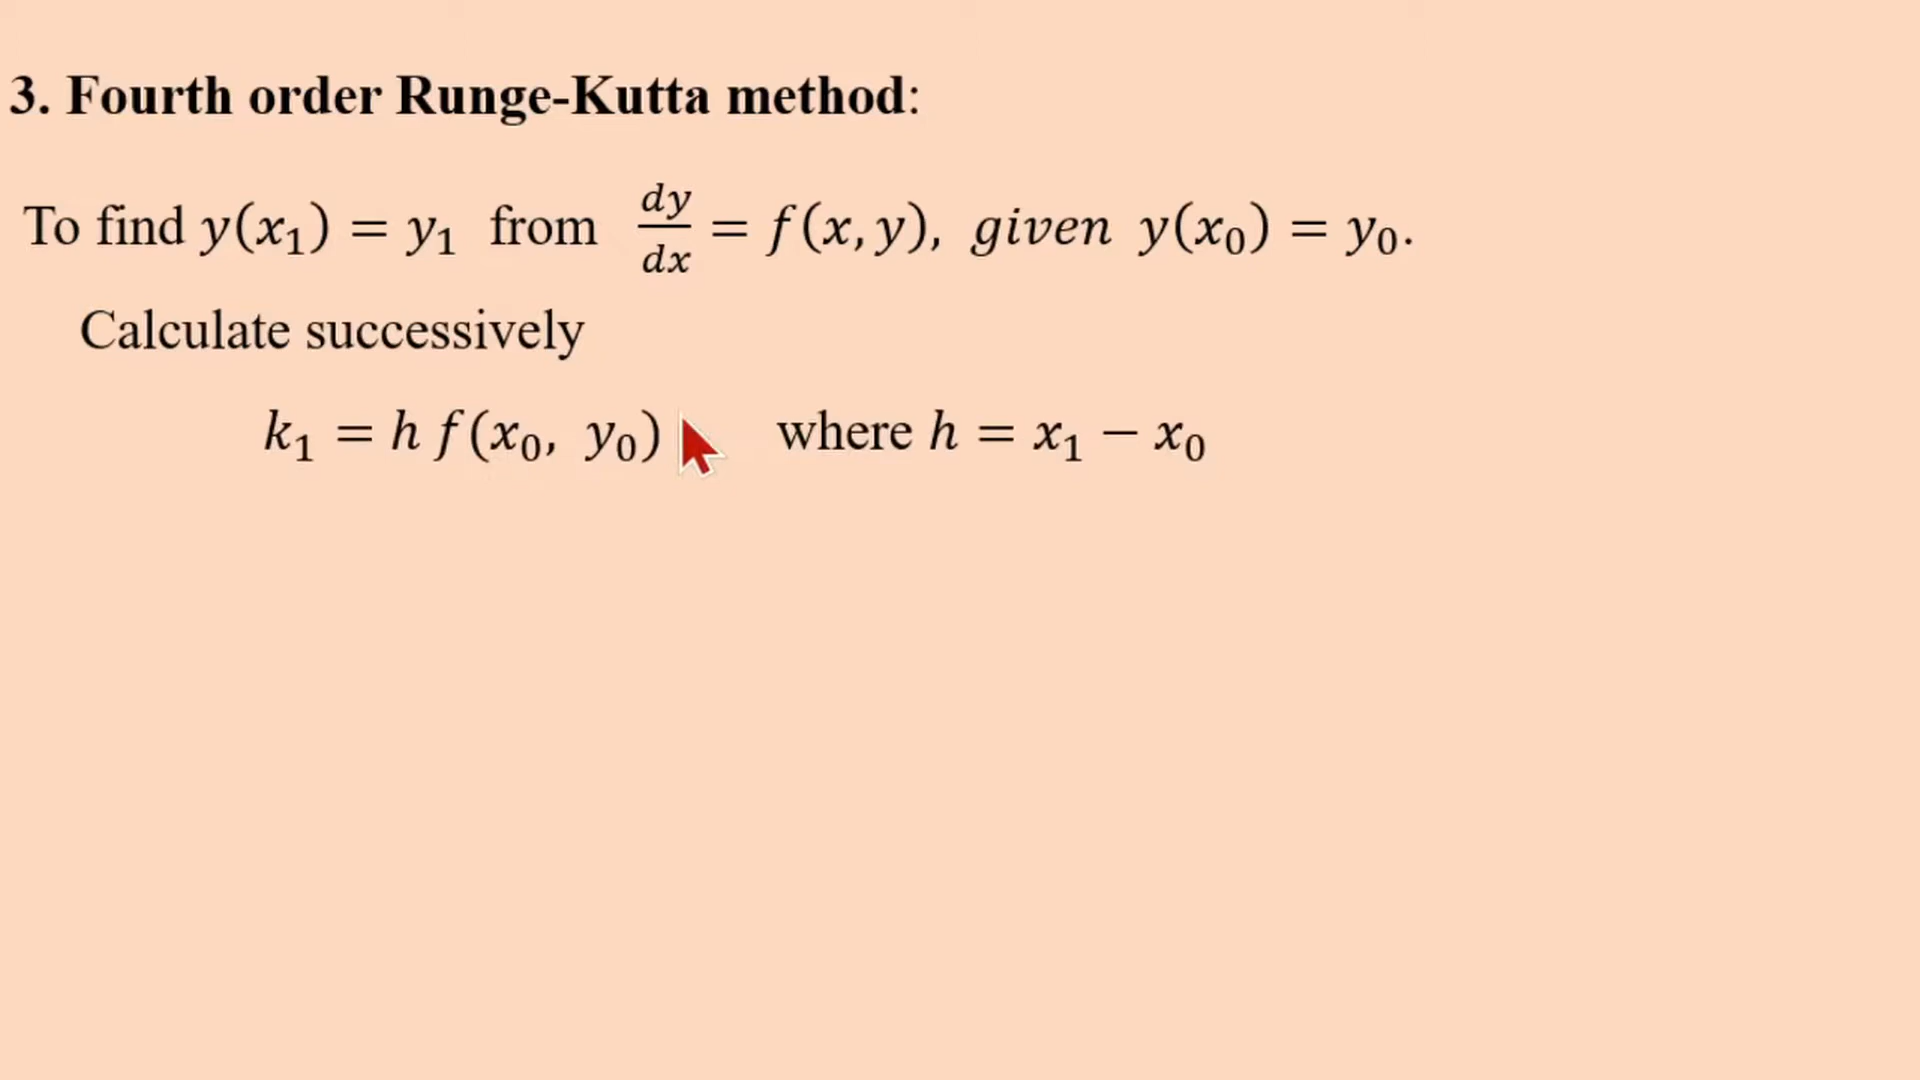 3. Fourth order Runge-Kutta method:
To find y(x₁) = y₁ from dy/dx = f(x, y), given y(x₀) = y₀.
Calculate successively
k₁ = h f(x₀, y₀) where h = x₁ − x₀